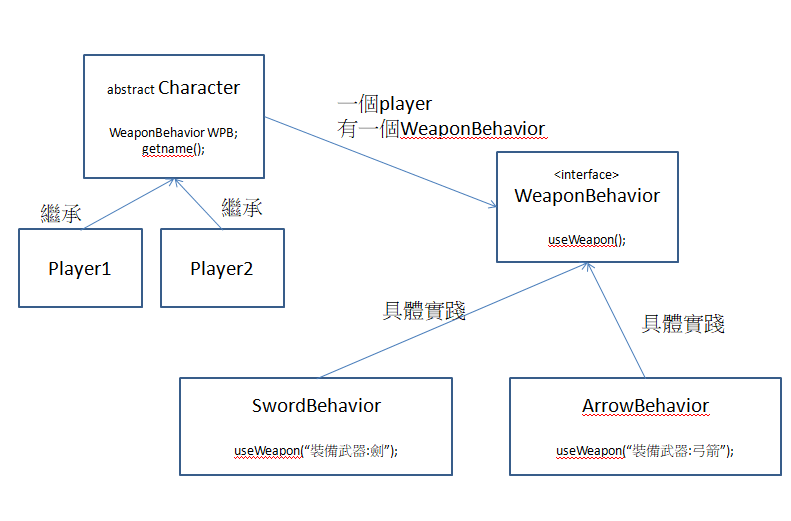 abstract Character
WeaponBehavior WPB;
getname();
一個player
有一個WeaponBehavior
<interface>
WeaponBehavior
useWeapon();
繼承
繼承
Player1
Player2
具體實踐
具體實踐
SwordBehavior
useWeapon(“裝備武器:劍”);
ArrowBehavior
useWeapon(“裝備武器:弓箭”);